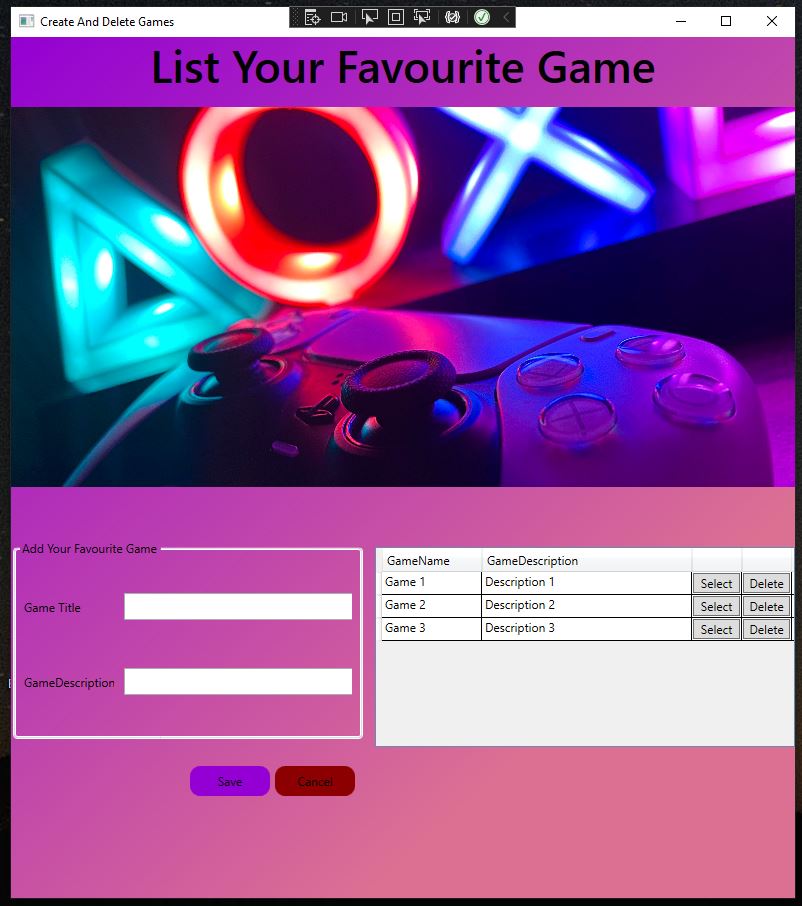 Create And Delete Games
List Your Favourite Game
Add Your Favourite Game
Game Title
GameDescription
Save
Cancel
GameName GameDescription
Game 1 Description 1 Select Delete
Game 2 Description 2 Select Delete
Game 3 Description 3 Select Delete